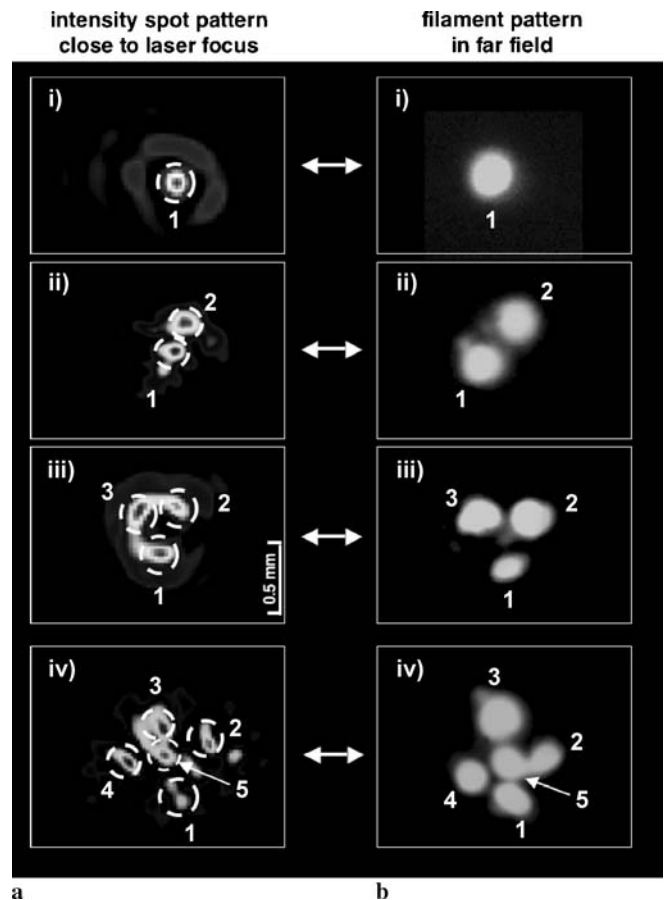 intensity spot pattern
close to laser focus
filament pattern
in far field
i)
1
i)
1
ii)
2
1
ii)
2
1
iii)
3
2
1
0.5 mm
iii)
3
2
1
iv)
3
2
4
5
1
iv)
3
2
4
5
1
a
b